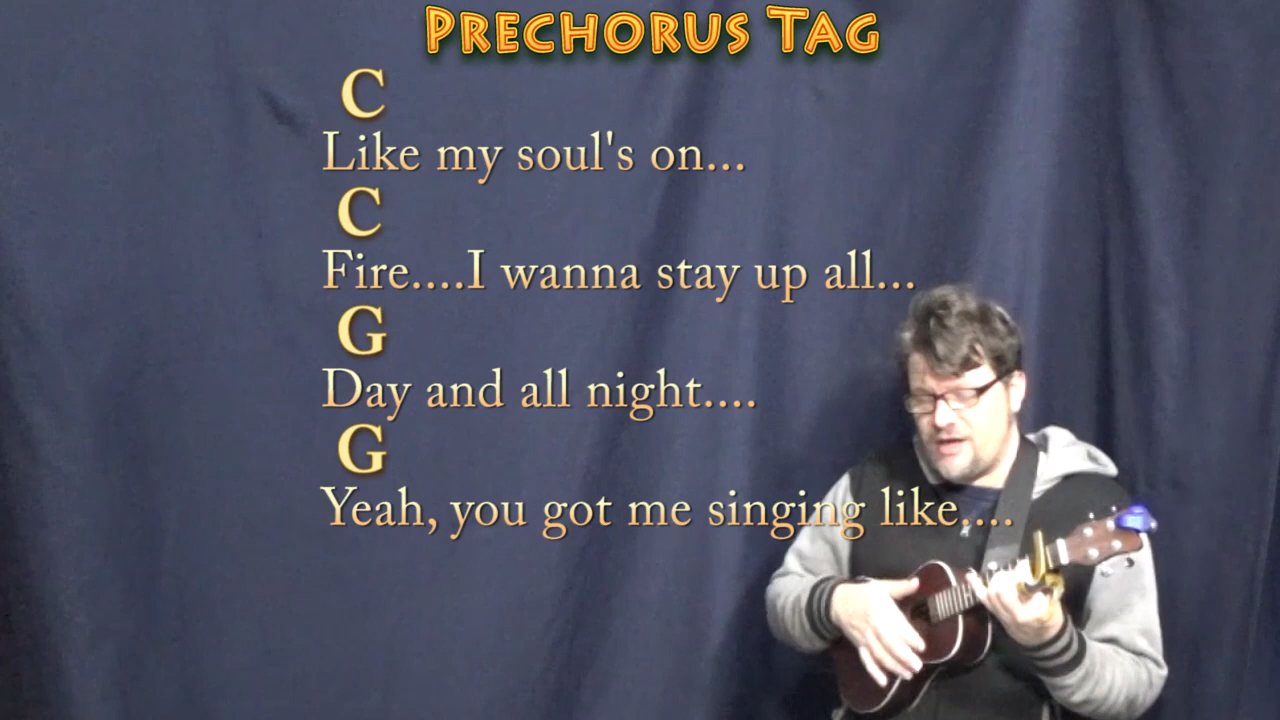 PRECHORUS TAG
C
Like my soul's on...
C
Fire....I wanna stay up all...
G
Day and all night....
G
Yeah, you got me singing like....